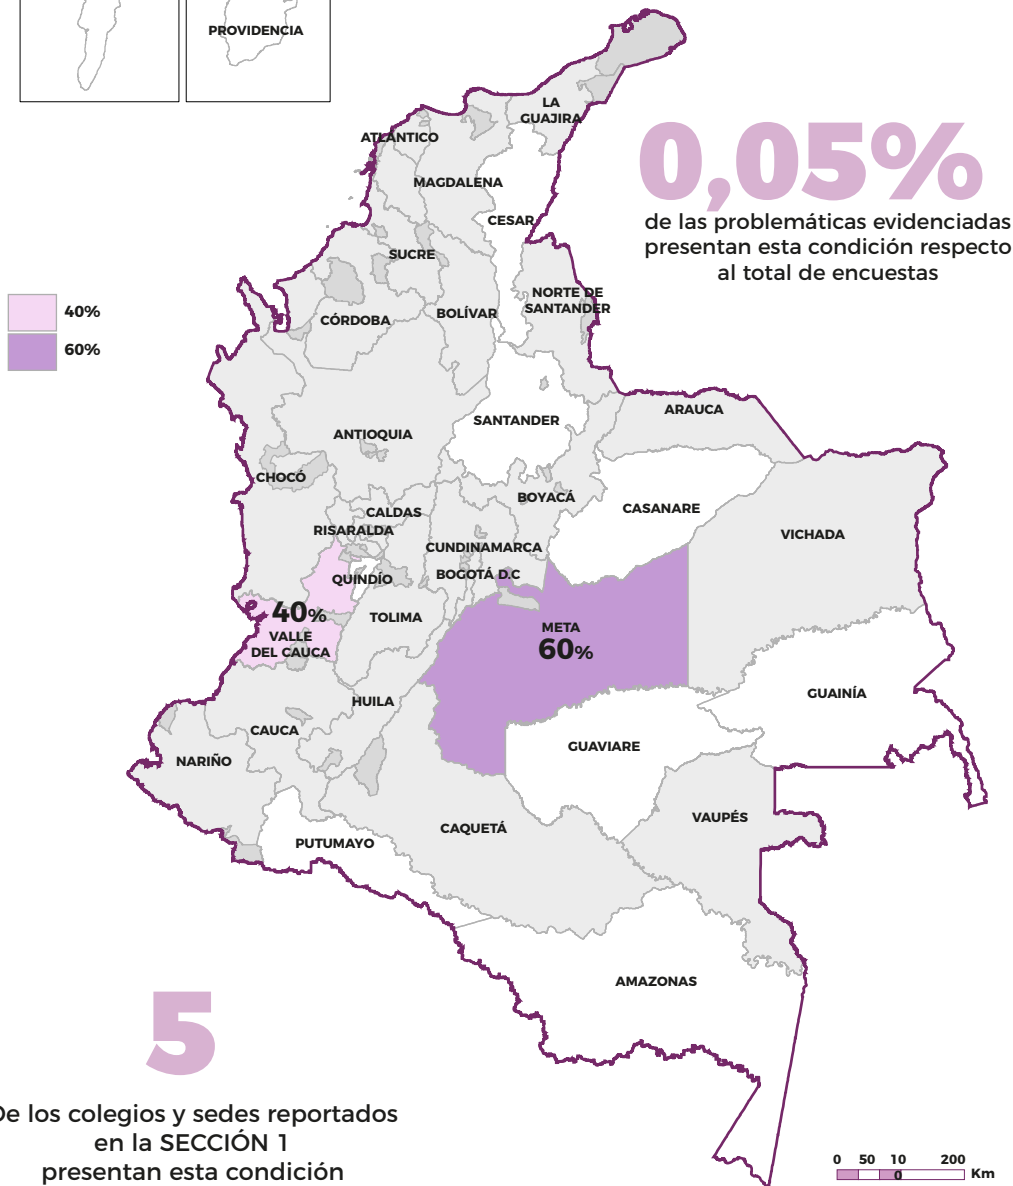 PROVIDENCIA
LA
GUAJIRA
ATLÁNTICO
MAGDALENA
CESAR
0,05%
de las problemáticas evidenciadas
presentan esta condición respecto
al total de encuestas
SUCRE
NORTE DE
SANTANDER
CÓRDOBA
BOLÍVAR
40%
60%
ARAUCA
SANTANDER
ANTIOQUIA
CHOCÓ
BOYACÁ
CALDAS
CASANARE
RISARALDA
VICHADA
CUNDINAMARCA
QUINDÍO
BOGOTÁ D.C
40%
VALLE
DEL CAUCA
TOLIMA
META
60%
HUILA
GUAINÍA
CAUCA
GUAVIARE
NARIÑO
VAUPÉS
CAQUETÁ
PUTUMAYO
AMAZONAS
5
De los colegios y sedes reportados
en la SECCIÓN 1
presentan esta condición
0 50 10 200
0 Km